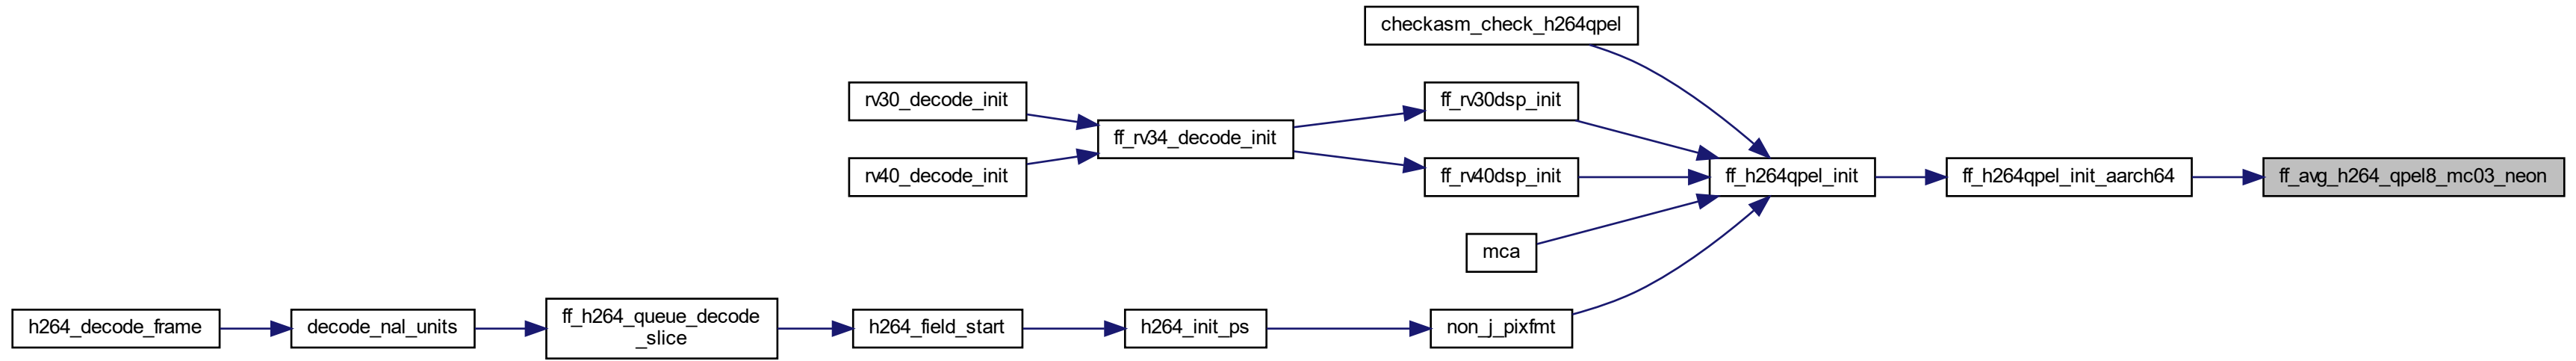 checkasm_check_h264qpel
rv30_decode_init
ff_rv30dsp_init
ff_rv34_decode_init
rv40_decode_init
ff_rv40dsp_init
ff_h264qpel_init
ff_h264qpel_init_aarch64
ff_avg_h264_qpel8_mc03_neon
mca
h264_decode_frame
decode_nal_units
ff_h264_queue_decode
_slice
h264_field_start
h264_init_ps
non_j_pixfmt